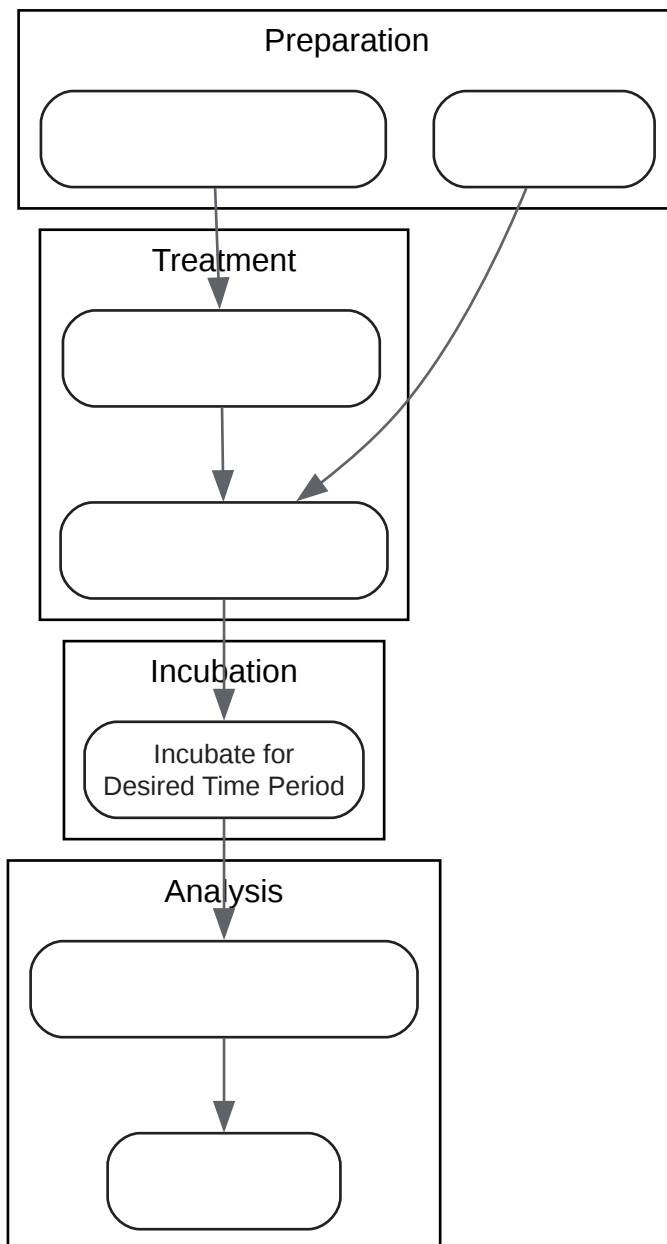 Preparation
Treatment
Incubation
Incubate for
Desired Time Period
Analysis